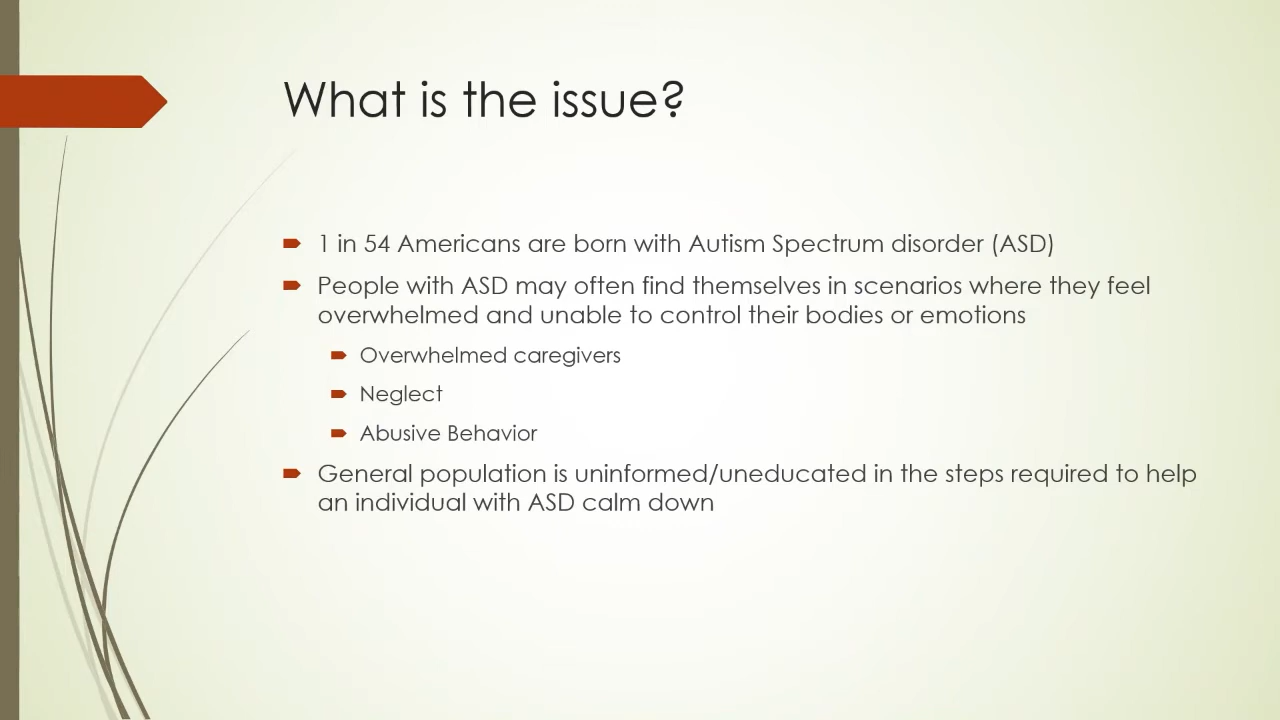 What is the issue?
1 in 54 Americans are born with Autism Spectrum disorder (ASD)
People with ASD may often find themselves in scenarios where they feel
overwhelmed and unable to control their bodies or emotions
Overwhelmed caregivers
Neglect
Abusive Behavior
General population is uninformed/uneducated in the steps required to help
an individual with ASD calm down